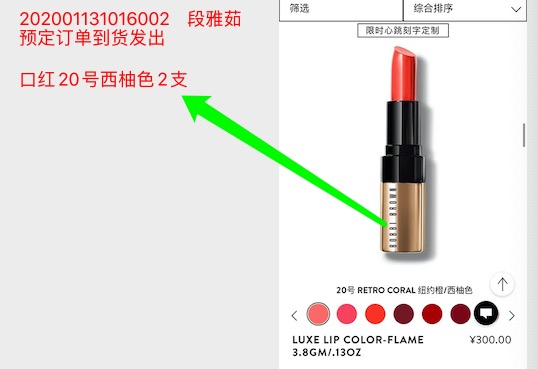 202001131016002 段雅茹
预定订单到货发出
口红20号西柚色2支
筛选
综合排序
限时心跳刻字定制
BOBBI BROWN
20号 RETRO CORAL 纽约橙/西柚色
LUXE LIP COLOR-FLAME
3.8GM/.13OZ
¥300.00